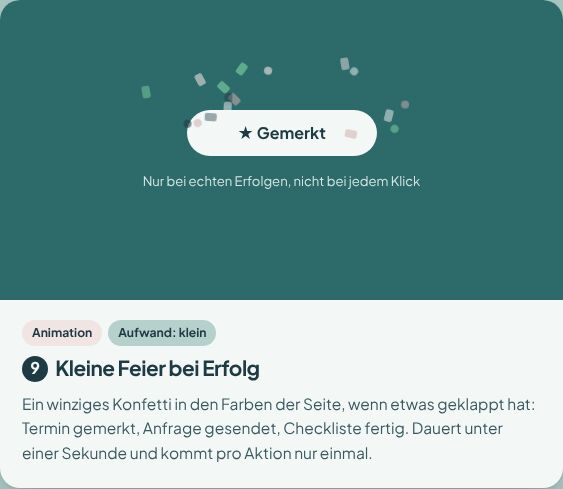 ★ Gemerkt
Nur bei echten Erfolgen, nicht bei jedem Klick
Animation
Aufwand: klein
9 Kleine Feier bei Erfolg
Ein winziges Konfetti in den Farben der Seite, wenn etwas geklappt hat:
Termin gemerkt, Anfrage gesendet, Checkliste fertig. Dauert unter
einer Sekunde und kommt pro Aktion nur einmal.